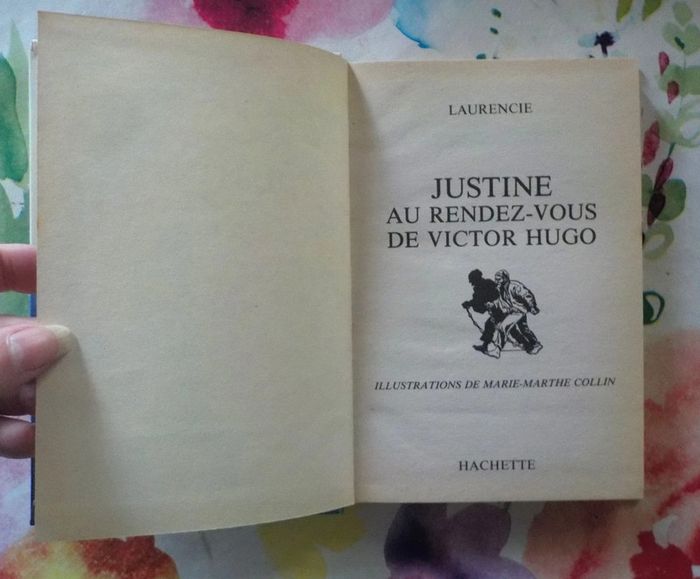 LAURENCIE
JUSTINE
AU RENDEZ-VOUS
DE VICTOR HUGO
ILLUSTRATIONS DE MARIE-MARTHE COLLIN
HACHETTE